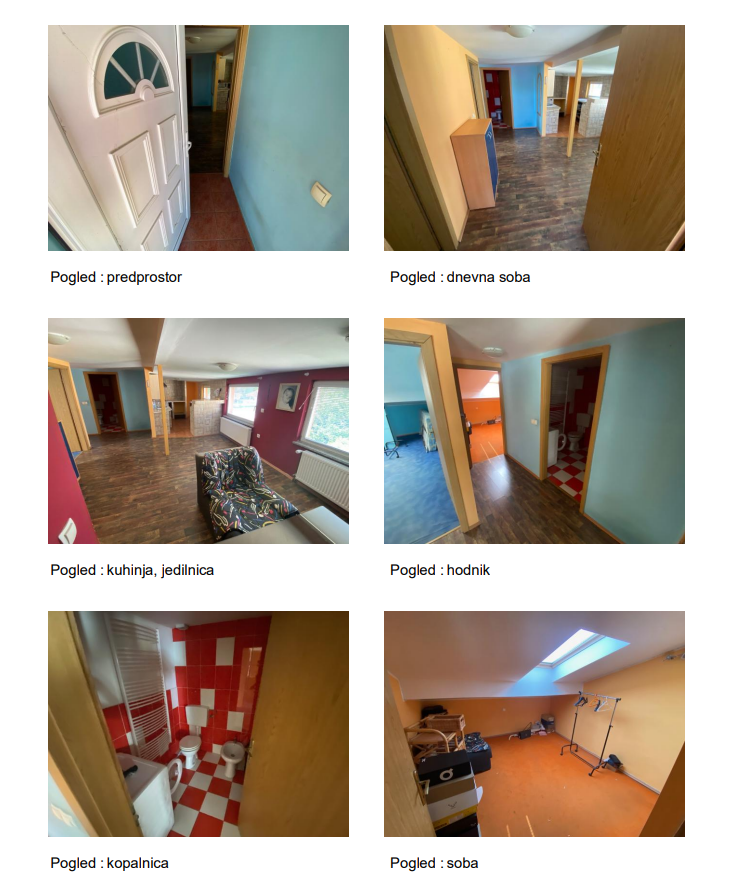 Pogled : predprostor
Pogled : dnevna soba
Pogled : kuhinja, jedilnica
Pogled : hodnik
Pogled : kopalnica
Pogled : soba